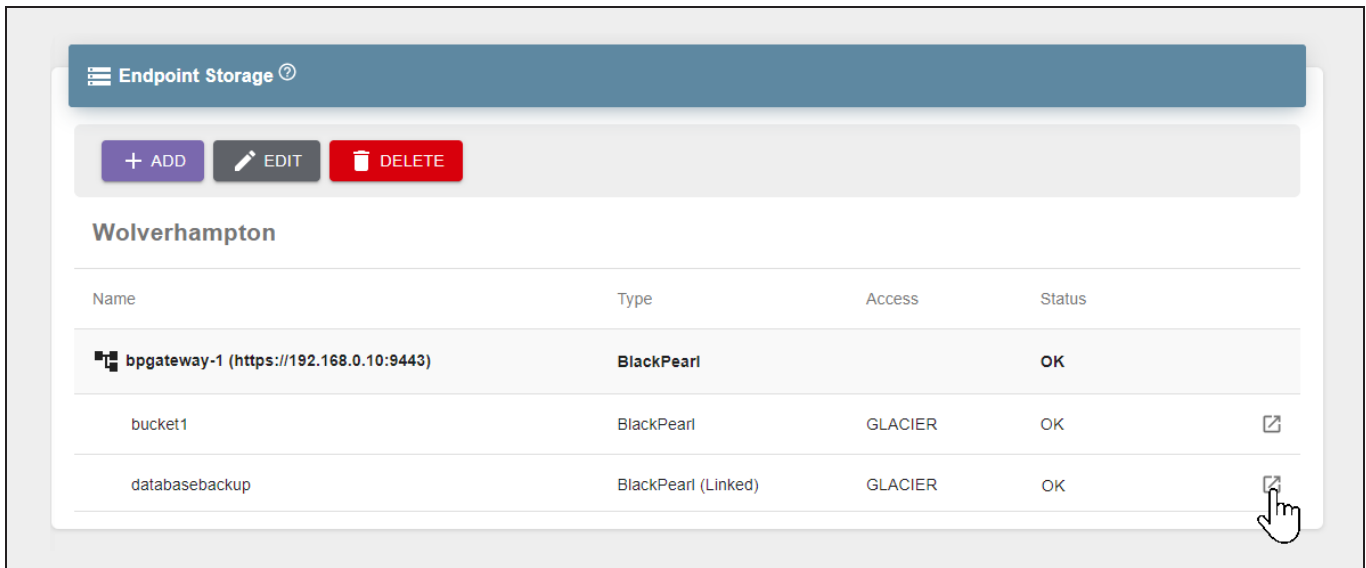 Endpoint Storage ?
+ ADD EDIT DELETE
Wolverhampton
Name Type Access Status
bpgateway-1 (https://192.168.0.10:9443) BlackPearl OK
bucket1 BlackPearl GLACIER OK
databasebackup BlackPearl (Linked) GLACIER OK